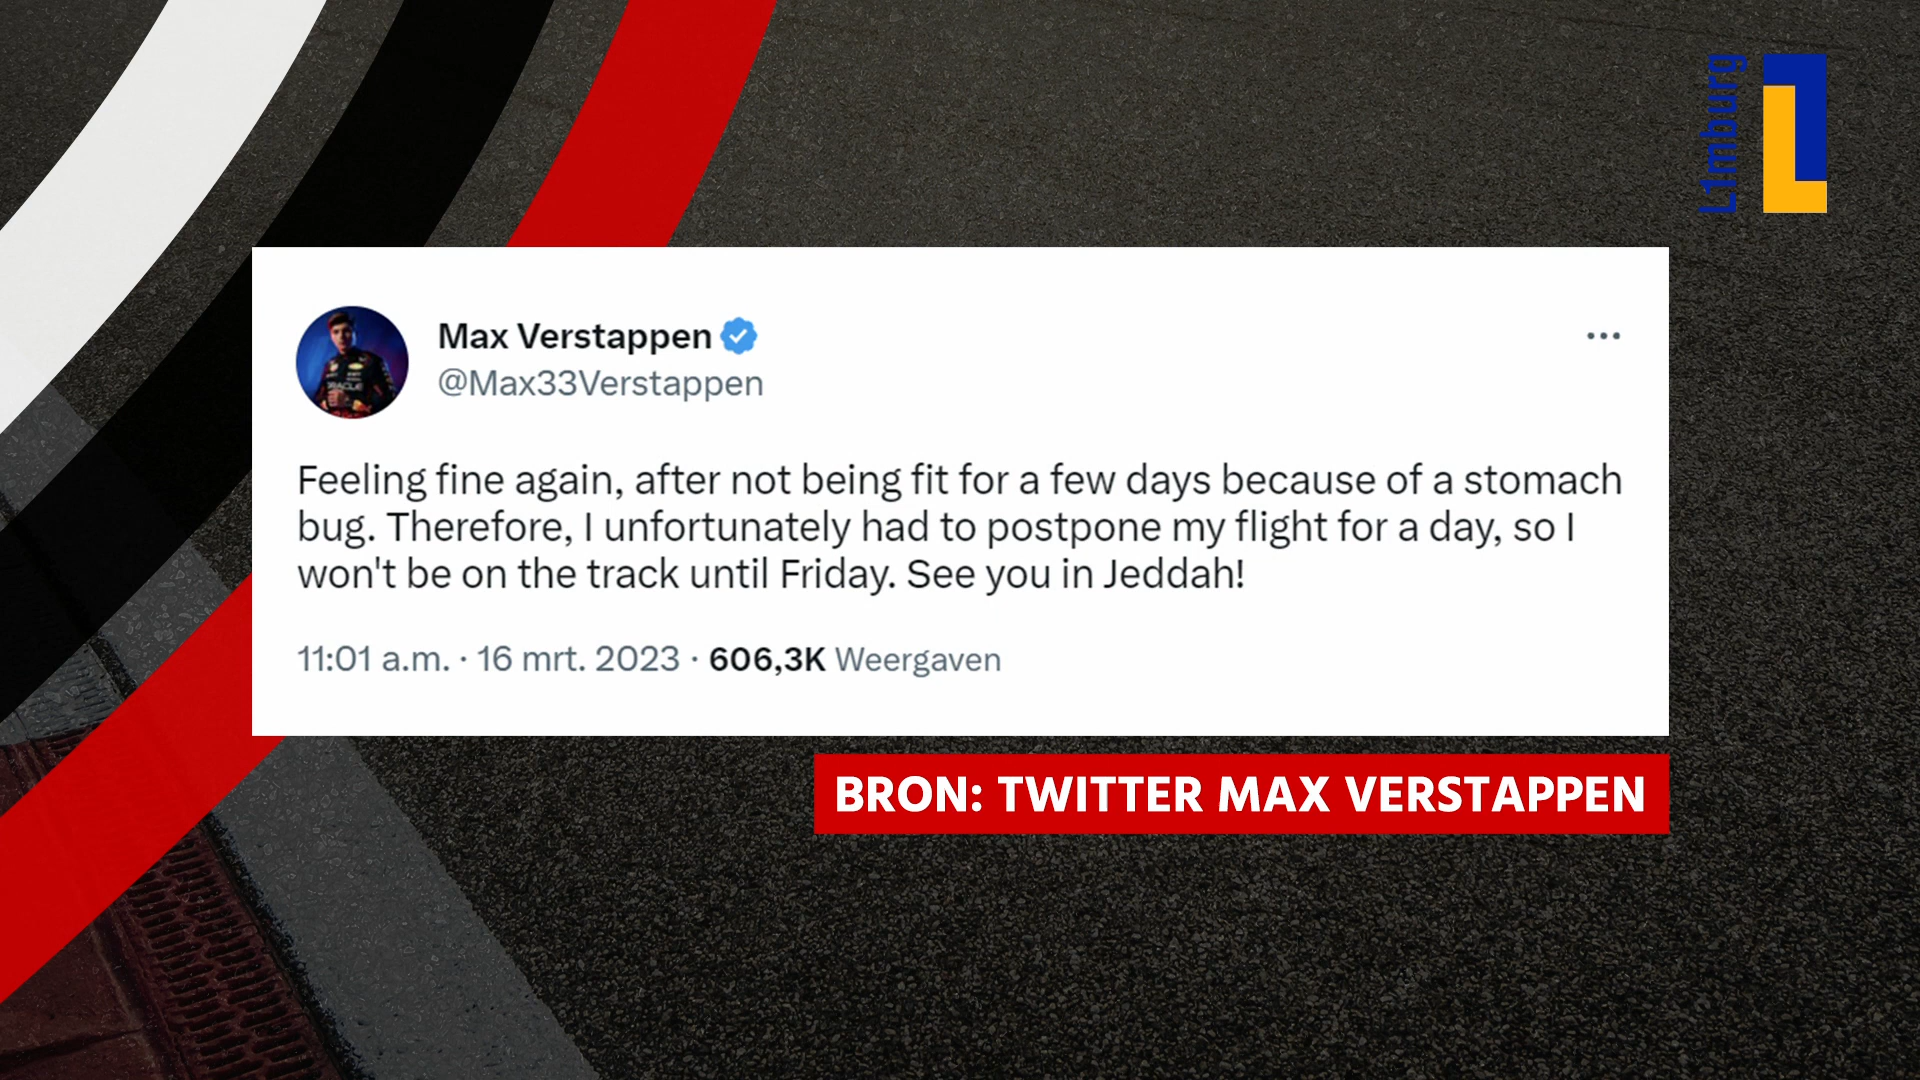 L1mburg
Max Verstappen
@Max33Verstappen
ORACLE
Feeling fine again, after not being fit for a few days because of a stomach
bug. Therefore, I unfortunately had to postpone my flight for a day, so I
won't be on the track until Friday. See you in Jeddah!
11:01 a.m. · 16 mrt. 2023 · 606,3K Weergaven
BRON: TWITTER MAX VERSTAPPEN